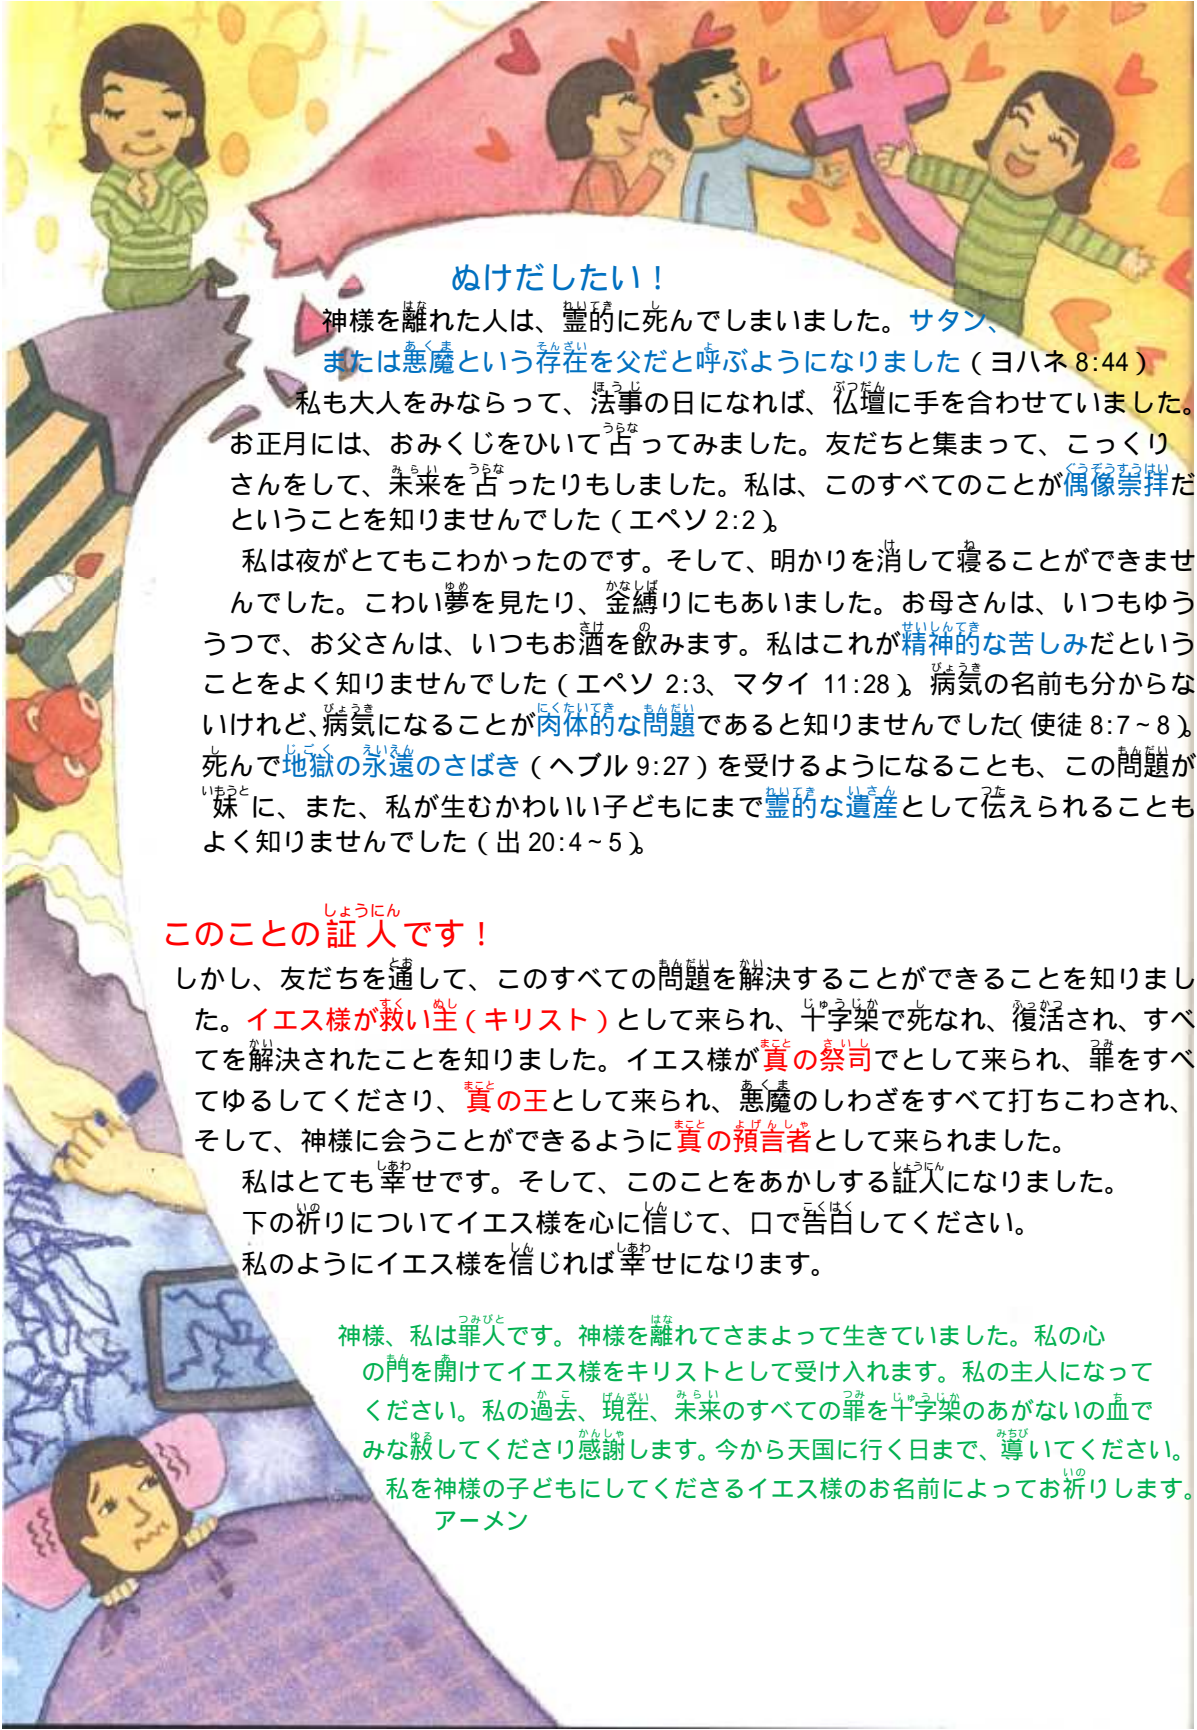 ぬけだしたい！
神様を離れた人は、霊的に死んでしまいました。サタン、
または悪魔という存在を父だと呼ぶようになりました（ヨハネ 8:44）
私も大人をみならって、法事の日になれば、仏壇に手を合わせていました。
お正月には、おみくじをひいて占ってみました。友だちと集まって、こっくり
さんをして、未来を占ったりもしました。私は、このすべてのことが偶像崇拝だ
ということを知りませんでした（エペソ 2:2）。
私は夜がとてもこわかったのです。そして、明かりを消して寝ることができませ
んでした。こわい夢を見たり、金縛りにもあいました。お母さんは、いつもゆう
うつで、お父さんは、いつもお酒を飲みます。私はこれが精神的な苦しみだという
ことをよく知りませんでした（エペソ 2:3、マタイ 11:28）。病気の名前も分からな
いけれど、病気になることが肉体的な問題であると知りませんでした（使徒 8:7~8）。
死んで地獄の永遠のさばき（ヘブル 9:27）を受けるようになることも、この問題が
妹に、また、私が生むかわいい子どもにまで霊的な遺産として伝えられることも
よく知りませんでした（出 20:4~5）。
このことの証人です！
しかし、友だちを通して、このすべての問題を解決することができることを知りまし
た。イエス様が救い主（キリスト）として来られ、十字架で死なれ、復活され、すべ
てを解決されたことを知りました。イエス様が真の祭司でとして来られ、罪をすべ
てゆるしてくださり、真の王として来られ、悪魔のしわざをすべて打ちこわされ、
そして、神様に会うことができるように真の預言者として来られました。
私はとても幸せです。そして、このことをあかしする証人になりました。
下の祈りについてイエス様を心に信じて、口で告白してください。
私のようにイエス様を信じれば幸せになります。
神様、私は罪人です。神様を離れてさまよって生きていました。私の心
の門を開けてイエス様をキリストとして受け入れます。私の主人になって
ください。私の過去、現在、未来のすべての罪を十字架のあがないの血で
みな赦してくださり感謝します。今から天国に行く日まで、導いてください。
私を神様の子どもにしてくださるイエス様のお名前によってお祈りします。
アーメン